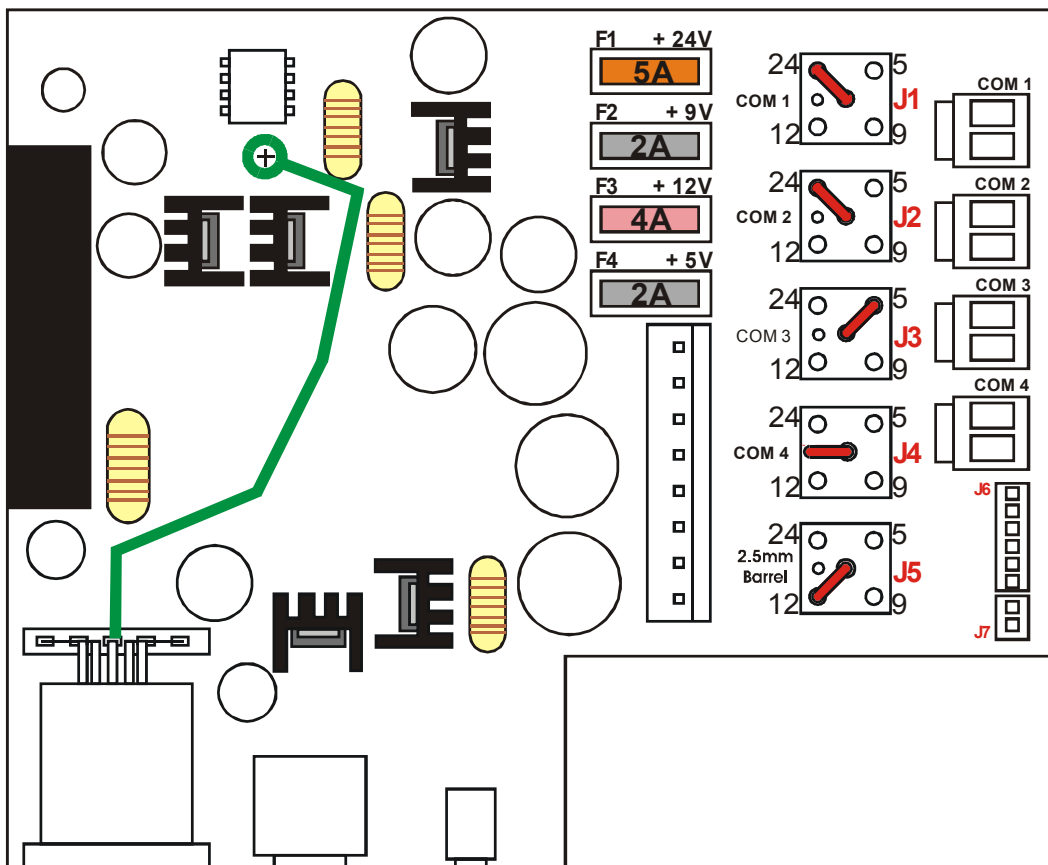 F1 + 24V
5A
F2 + 9V
2A
F3 + 12V
4A
F4 + 5V
2A
24 5
COM 1 J1
12 9
24 5
COM 2 J2
12 9
24 5
COM 3 J3
12 9
24 5
COM 4 J4
12 9
24 5
2.5mm
Barrel J5
12 9
COM 1
COM 2
COM 3
COM 4
J6
J7